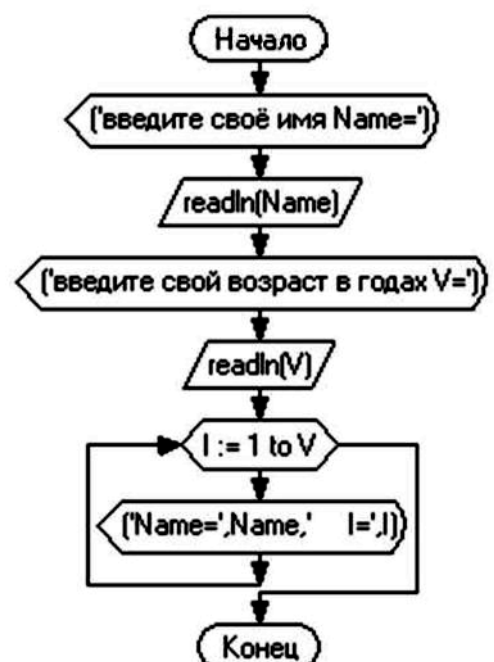 Начало
('введите своё имя Name=')
readln(Name)
('введите свой возраст в годах V=')
readln(V)
I := 1 to V
('Name=',Name,'    I=',I)
Конец